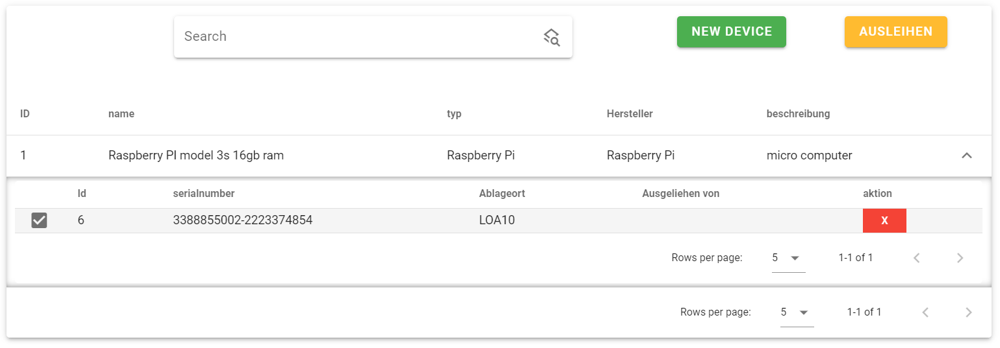 Search
NEW DEVICE
AUSLEIHEN
ID name typ Hersteller beschreibung
1 Raspberry PI model 3s 16gb ram Raspberry Pi Raspberry Pi micro computer
Id serialnumber Ablageort Ausgeliehen von aktion
6 3388855002-2223374854 LOA10 X
Rows per page: 5 1-1 of 1
Rows per page: 5 1-1 of 1